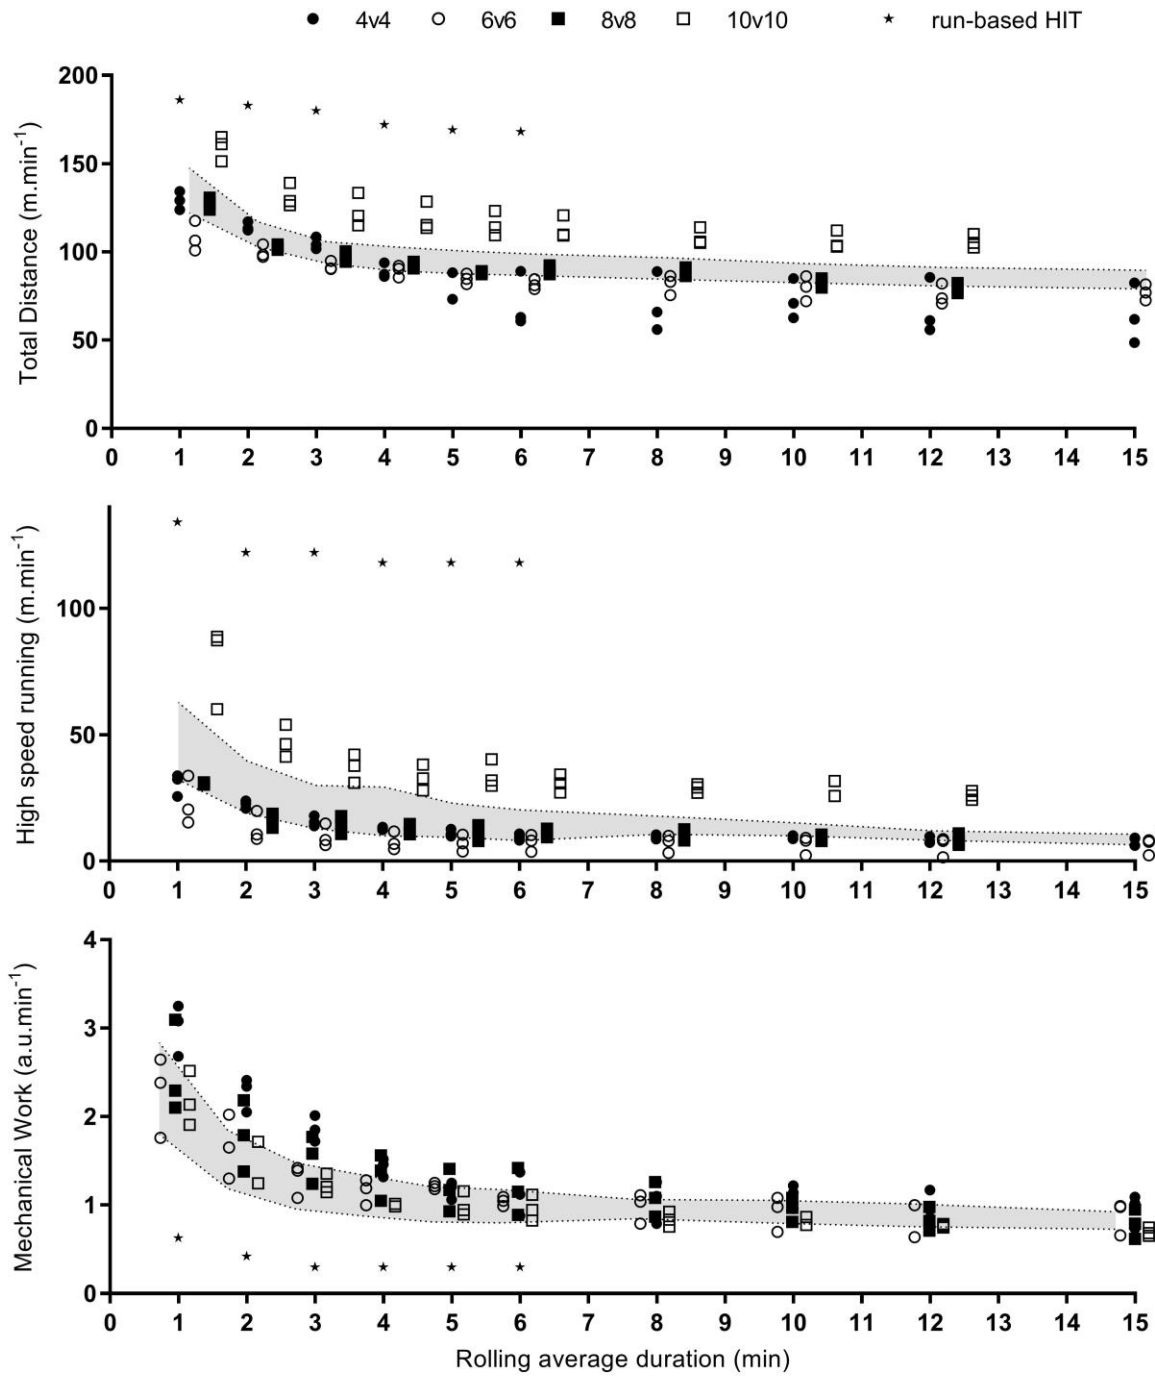 4v4 6v6 8v8 10v10 run-based HIT
Total Distance (m.min⁻¹)
200
150
100
50
0
0 1 2 3 4 5 6 7 8 9 10 11 12 13 14 15
High speed running (m.min⁻¹)
100
50
0
0 1 2 3 4 5 6 7 8 9 10 11 12 13 14 15
Mechanical Work (a.u.min⁻¹)
4
3
2
1
0
0 1 2 3 4 5 6 7 8 9 10 11 12 13 14 15
Rolling average duration (min)